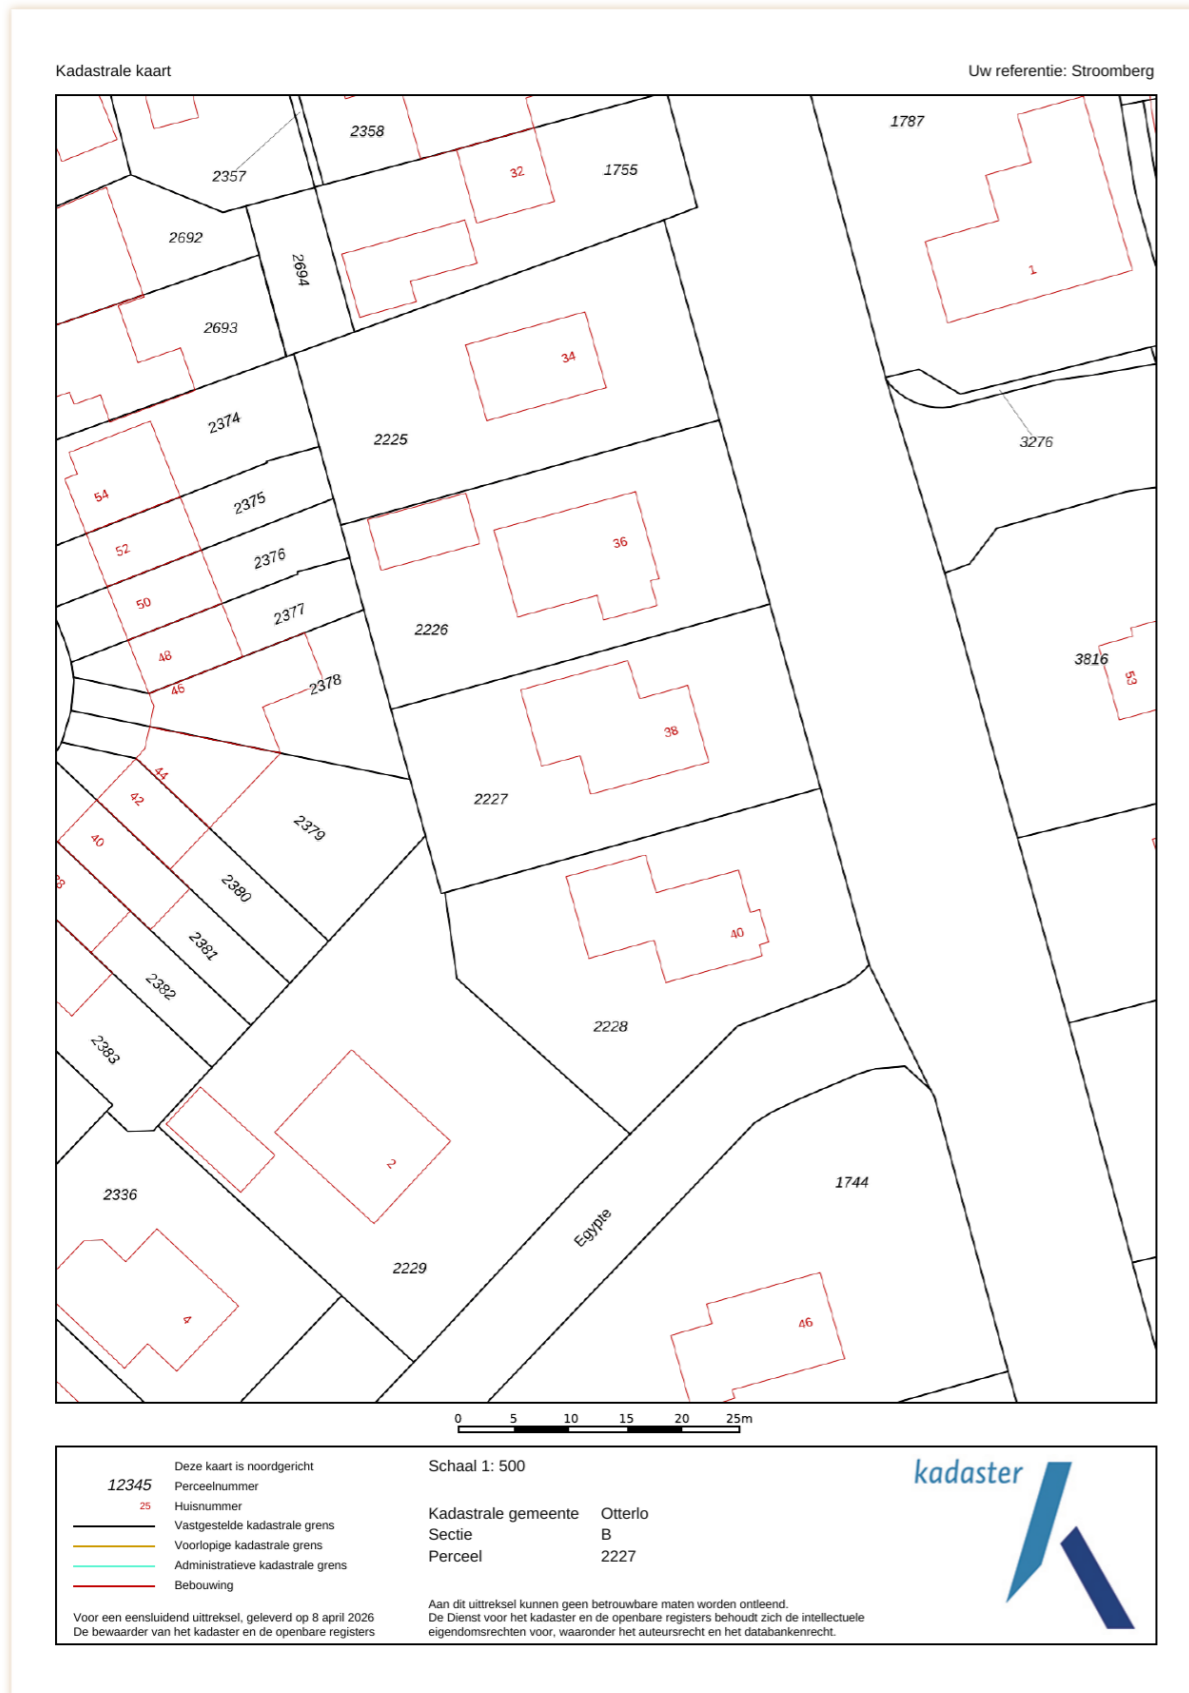 Kadastrale kaart
Uw referentie: Stroomberg
2358
1787
2357
32
1755
2692
2694
1
2693
34
2374
2225
3276
54
2375
52
2376
36
50
2377
2226
48
46
2378
3816
53
38
44
42
2227
40
2379
38
2380
40
2381
2382
2228
2383
2
2336
1744
Egypte
2229
4
46
0 5 10 15 20 25m
Deze kaart is noordgericht
12345 Perceelnummer
25 Huisnummer
Vastgestelde kadastrale grens
Voorlopige kadastrale grens
Administratieve kadastrale grens
Bebouwing
Voor een eensluidend uittreksel, geleverd op 8 april 2026
De bewaarder van het kadaster en de openbare registers
Schaal 1: 500
Kadastrale gemeente Otterlo
Sectie B
Perceel 2227
Aan dit uittreksel kunnen geen betrouwbare maten worden ontleend.
De Dienst voor het kadaster en de openbare registers behoudt zich de intellectuele
eigendomsrechten voor, waaronder het auteursrecht en het databankenrecht.
kadaster